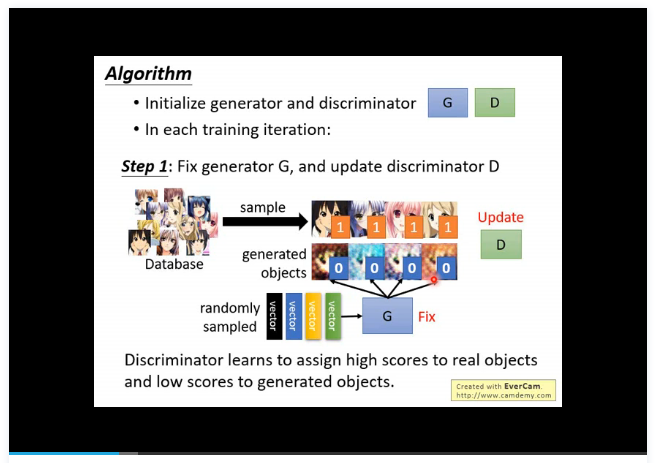 Algorithm
• Initialize generator and discriminator G D
• In each training iteration:
Step 1: Fix generator G, and update discriminator D
sample
1 1 1 1
Update
D
Database
generated
objects
0 0 0 0
randomly
sampled
vector vector vector vector
G
Fix
Discriminator learns to assign high scores to real objects
and low scores to generated objects.
Created with EverCam.
http://www.camdemy.com